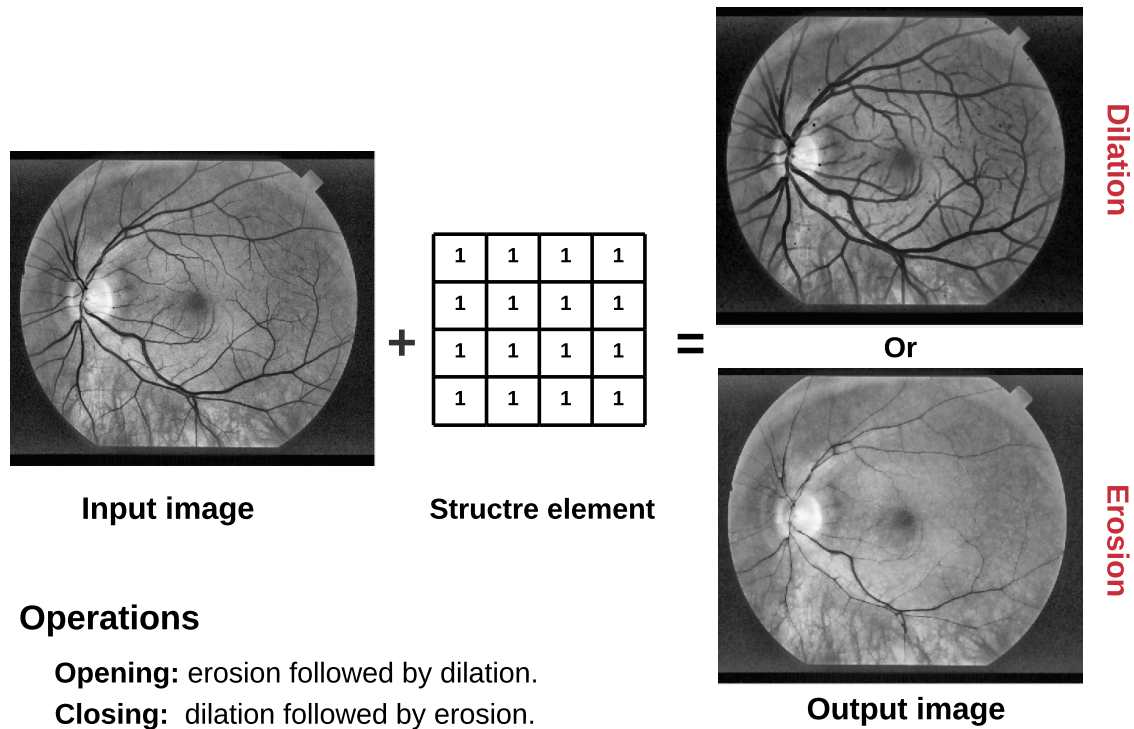 Dilation
1 1 1 1
1 1 1 1
1 1 1 1
1 1 1 1
+
=
Or
Input image
Structre element
Erosion
Output image
Operations
Opening: erosion followed by dilation.
Closing: dilation followed by erosion.